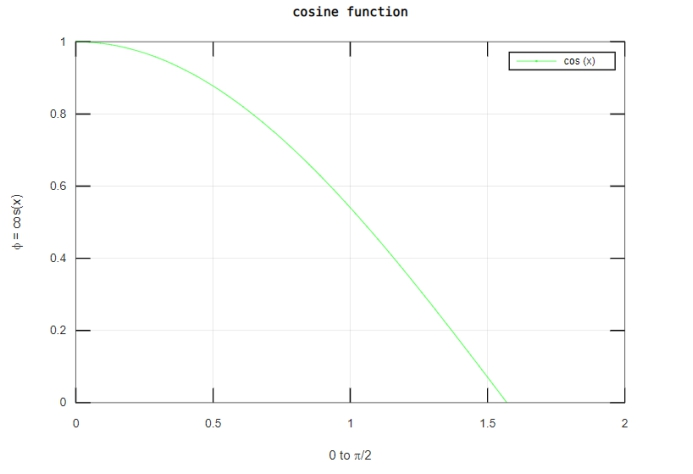 cosine function
cos (x)
ϕ = cos(x)
1
0.8
0.6
0.4
0.2
0
0 0.5 1 1.5 2
0 to π/2